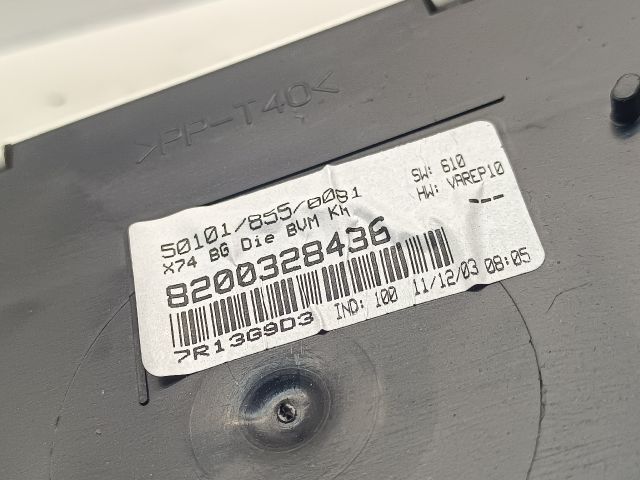 >PP-T40<
50101/855/0081
SW: 610
X74 BG Die BVM Kh
HW: VAREP10
8200328436
---
7R13G9D3
IND: 100
11/12/03 08:05